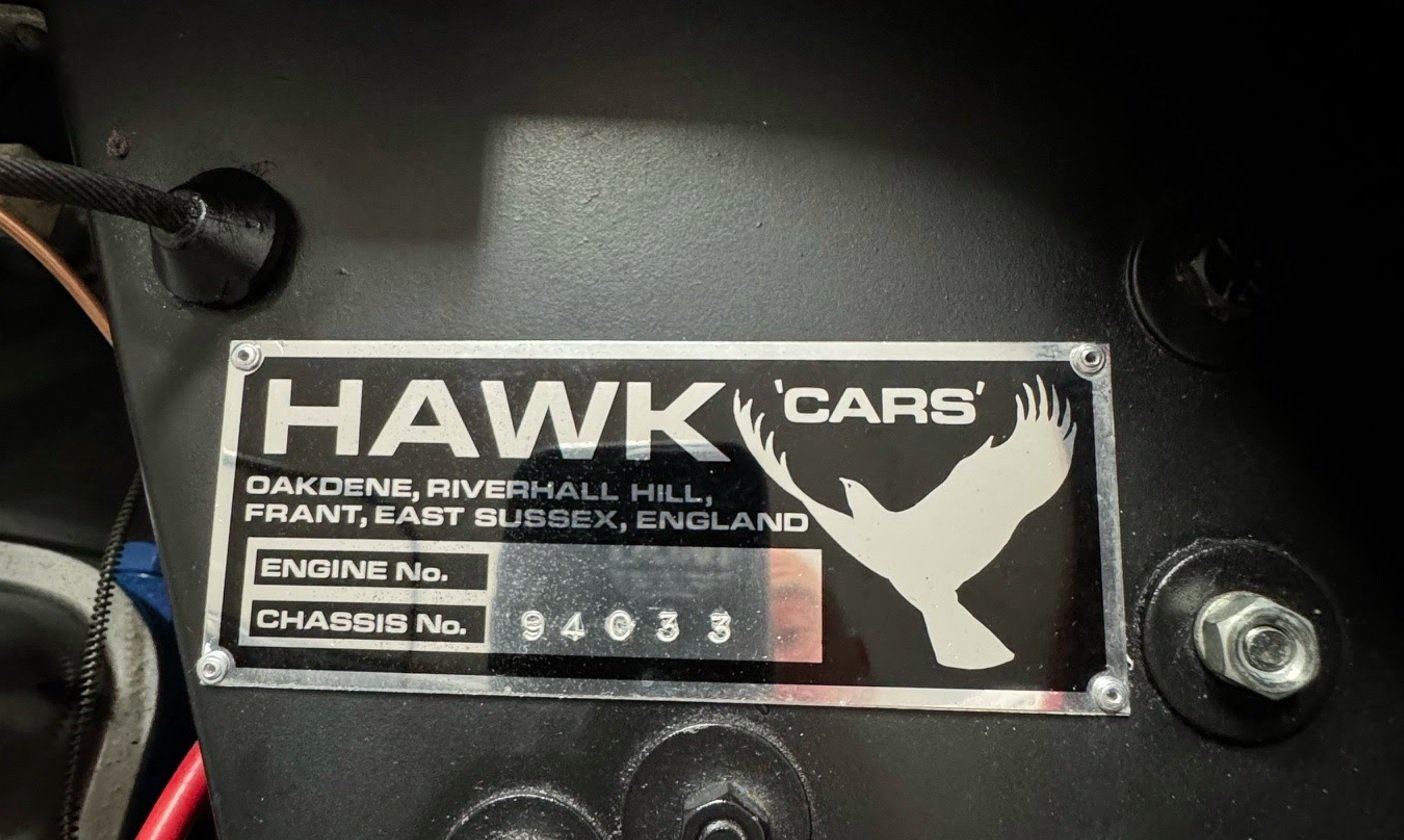 HAWK 'CARS'
OAKDENE, RIVERHALL HILL,
FRANT, EAST SUSSEX, ENGLAND
ENGINE No.
CHASSIS No. 94033